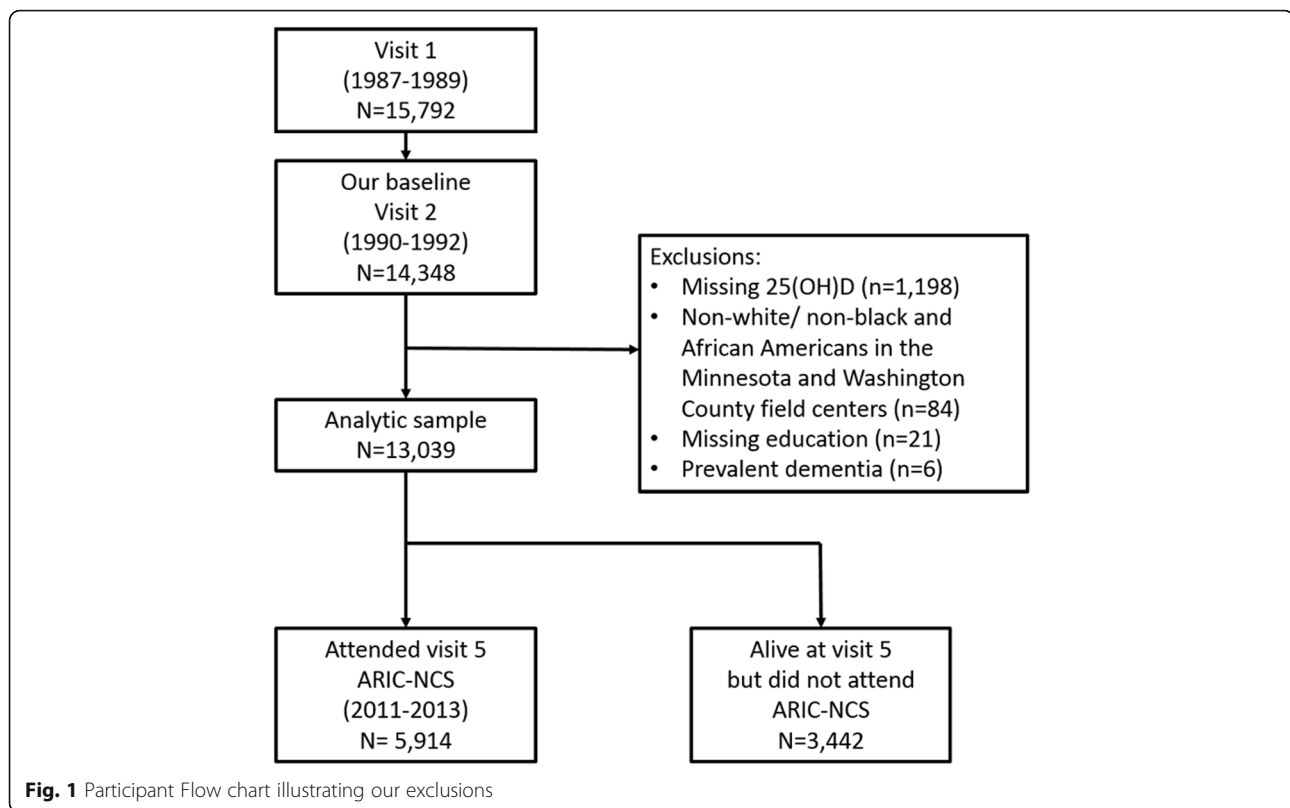 Visit 1
(1987-1989)
N=15,792
Our baseline
Visit 2
(1990-1992)
N=14,348
Exclusions:
• Missing 25(OH)D (n=1,198)
• Non-white/ non-black and
African Americans in the
Minnesota and Washington
County field centers (n=84)
• Missing education (n=21)
• Prevalent dementia (n=6)
Analytic sample
N=13,039
Attended visit 5
ARIC-NCS
(2011-2013)
N= 5,914
Alive at visit 5
but did not attend
ARIC-NCS
N=3,442
Fig. 1 Participant Flow chart illustrating our exclusions